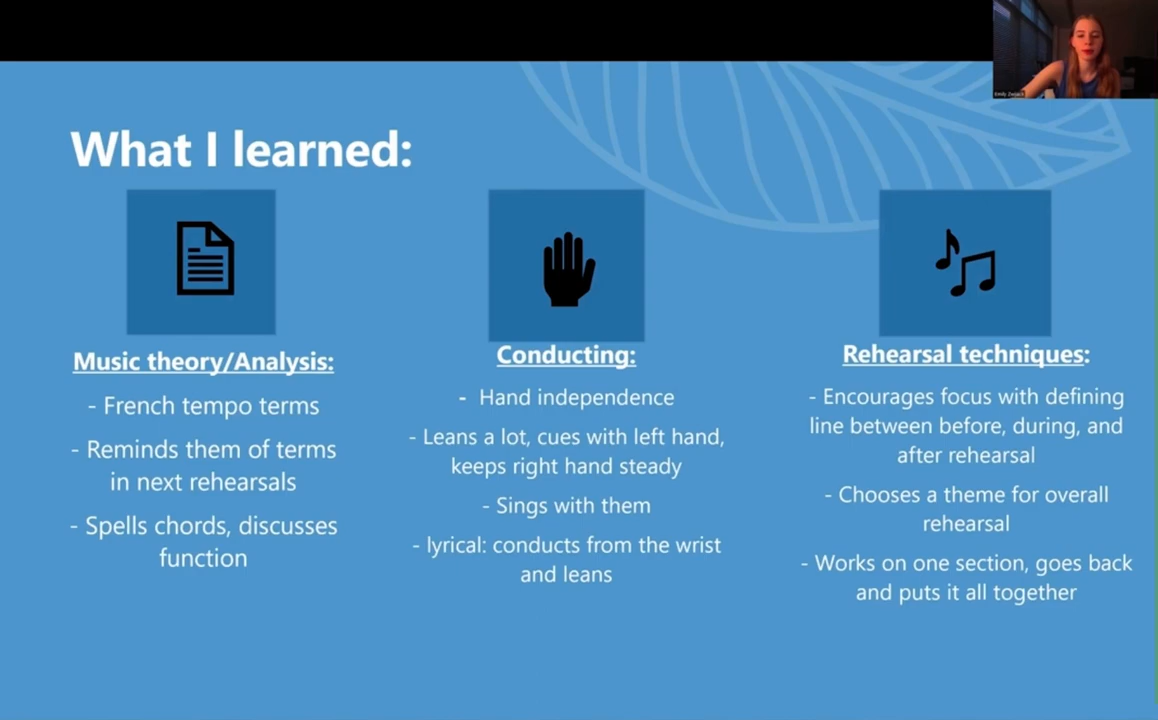 What I learned:
Music theory/Analysis:
- French tempo terms
- Reminds them of terms
in next rehearsals
- Spells chords, discusses
function
Conducting:
- Hand independence
- Leans a lot, cues with left hand,
keeps right hand steady
- Sings with them
- lyrical: conducts from the wrist
and leans
Rehearsal techniques:
- Encourages focus with defining
line between before, during, and
after rehearsal
- Chooses a theme for overall
rehearsal
- Works on one section, goes back
and puts it all together
Emily